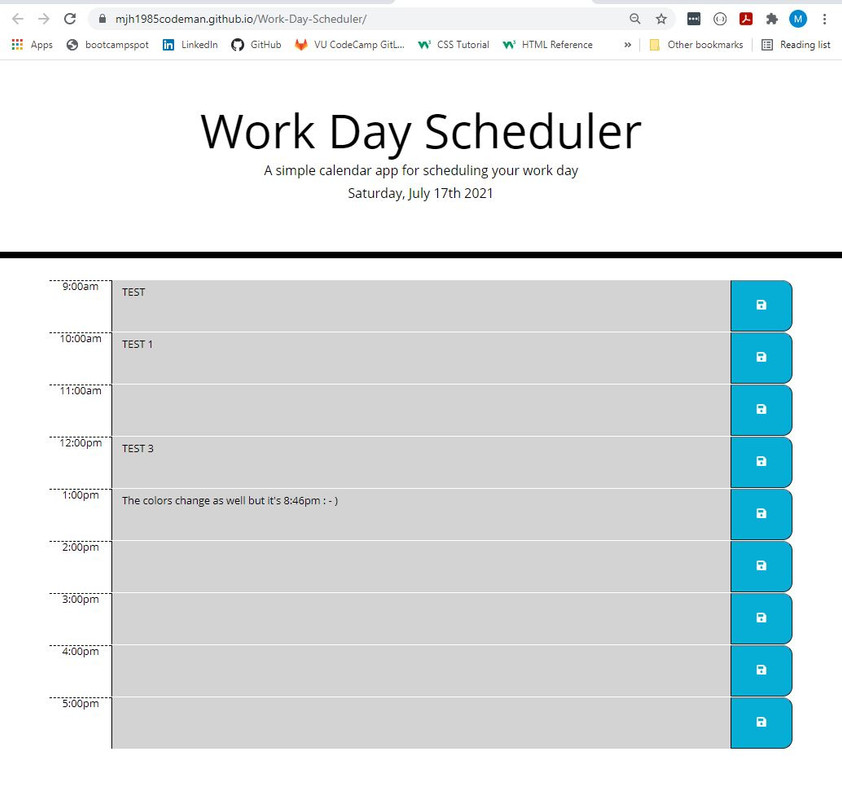 mjh1985codeman.github.io/Work-Day-Scheduler/
M
Apps bootcampspot LinkedIn GitHub VU CodeCamp GitL... CSS Tutorial HTML Reference » Other bookmarks Reading list
Work Day Scheduler
A simple calendar app for scheduling your work day
Saturday, July 17th 2021
9:00am TEST
10:00am TEST 1
11:00am
12:00pm TEST 3
1:00pm The colors change as well but it's 8:46pm : - )
2:00pm
3:00pm
4:00pm
5:00pm